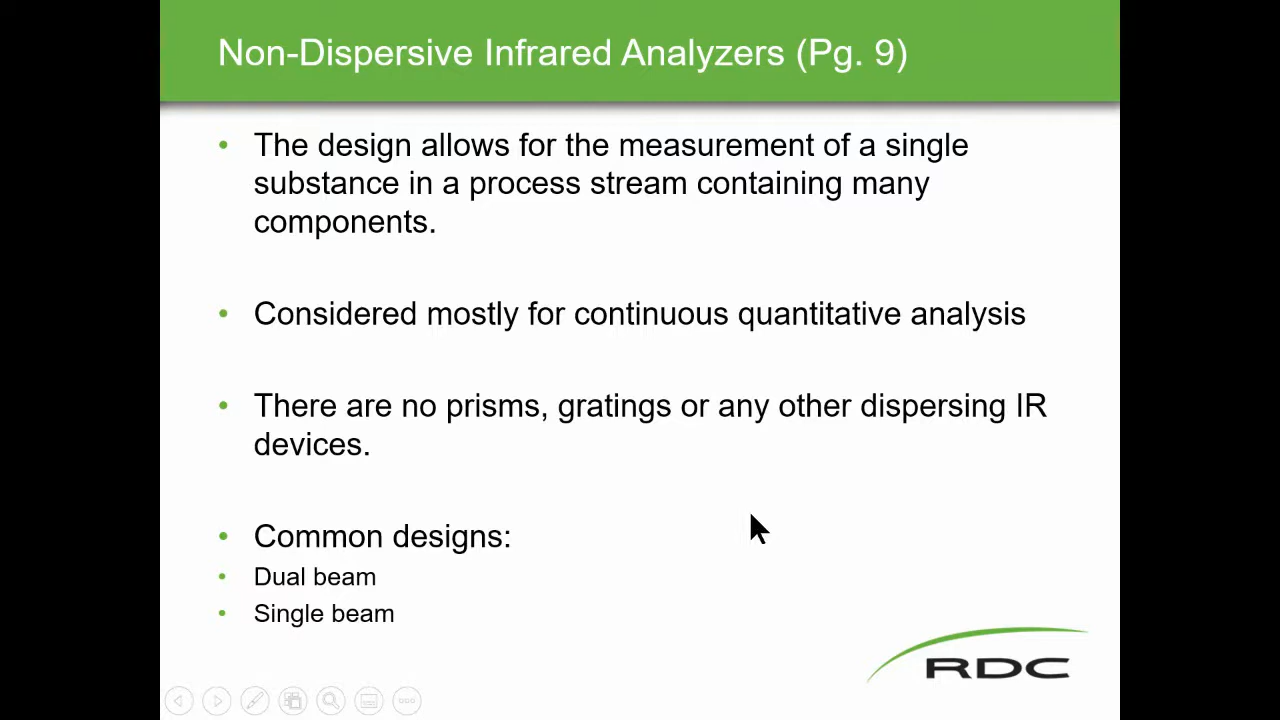 Non-Dispersive Infrared Analyzers (Pg. 9)
• The design allows for the measurement of a single
substance in a process stream containing many
components.
• Considered mostly for continuous quantitative analysis
• There are no prisms, gratings or any other dispersing IR
devices.
• Common designs:
• Dual beam
• Single beam
RDC